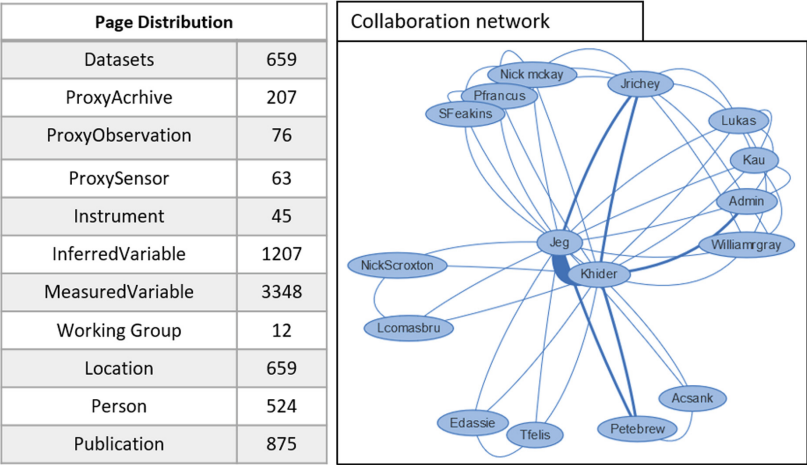 Page Distribution
Datasets 659
ProxyAcrhive 207
ProxyObservation 76
ProxySensor 63
Instrument 45
InferredVariable 1207
MeasuredVariable 3348
Working Group 12
Location 659
Person 524
Publication 875
Collaboration network
Nick mckay
Jrichey
Pfrancus
SFeakins
Lukas
Kau
Admin
Jeg
Williamrgray
NickScroxton
Khider
Lcomasbru
Acsank
Edassie
Tfelis
Petebrew